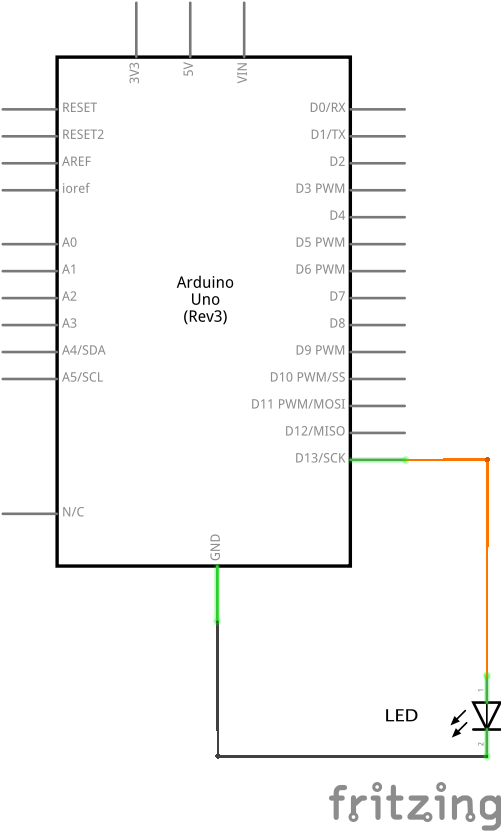 3V3
5V
VIN
RESET
RESET2
AREF
ioref
A0
A1
A2
A3
A4/SDA
A5/SCL
N/C
Arduino
Uno
(Rev3)
D0/RX
D1/TX
D2
D3 PWM
D4
D5 PWM
D6 PWM
D7
D8
D9 PWM
D10 PWM/SS
D11 PWM/MOSI
D12/MISO
D13/SCK
GND
1
LED
2
fritzing